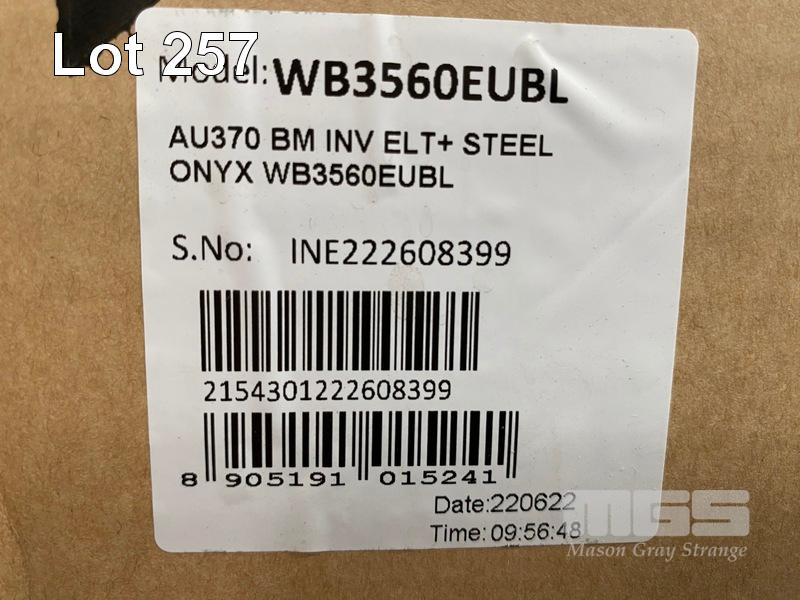 Lot 257
Model: WB3560EUBL
AU370 BM INV ELT+ STEEL
ONYX WB3560EUBL
S.No: INE222608399
2154301222608399
8 905191 015241
Date:220622
Time: 09:56:48
MGS
Mason Gray Strange